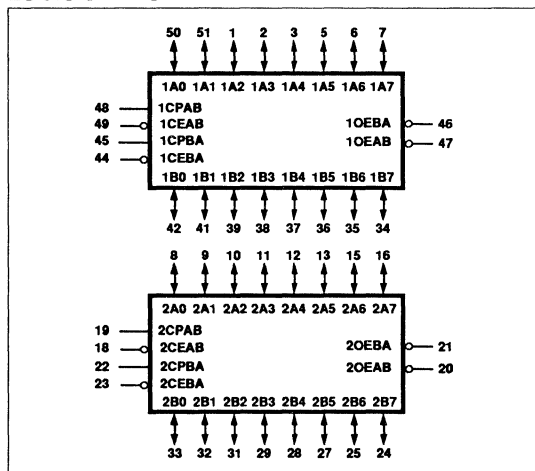 50 51 1 2 3 5 6 7
1A0 1A1 1A2 1A3 1A4 1A5 1A6 1A7
48 1CPAB
49 1CEAB 1OEBA 46
45 1CPBA 1OEAB 47
44 1CEBA
1B0 1B1 1B2 1B3 1B4 1B5 1B6 1B7
42 41 39 38 37 36 35 34
8 9 10 11 12 13 15 16
2A0 2A1 2A2 2A3 2A4 2A5 2A6 2A7
19 2CPAB
18 2CEAB 2OEBA 21
22 2CPBA 2OEAB 20
23 2CEBA
2B0 2B1 2B2 2B3 2B4 2B5 2B6 2B7
33 32 31 29 28 27 25 24